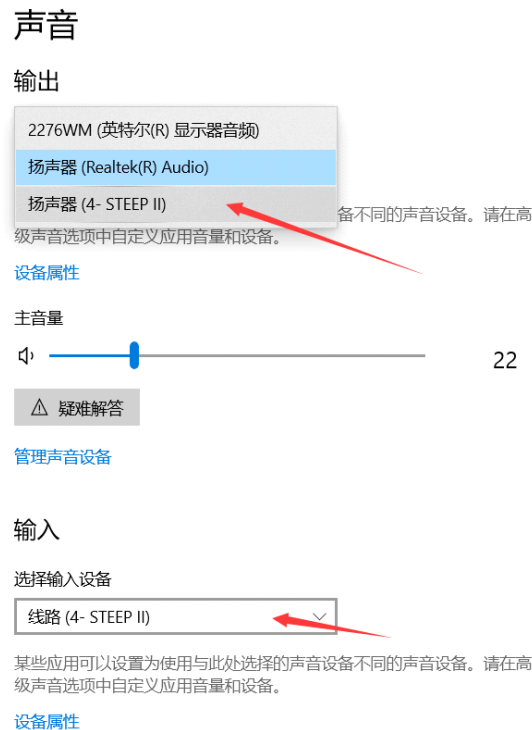 声音
输出
2276WM (英特尔(R) 显示器音频)
扬声器 (Realtek(R) Audio)
扬声器 (4- STEEP II)
备不同的声音设备。请在高
级声音选项中自定义应用音量和设备。
设备属性
主音量
22
疑难解答
管理声音设备
输入
选择输入设备
线路 (4- STEEP II)
某些应用可以设置为使用与此处选择的声音设备不同的声音设备。请在高
级声音选项中自定义应用音量和设备。
设备属性